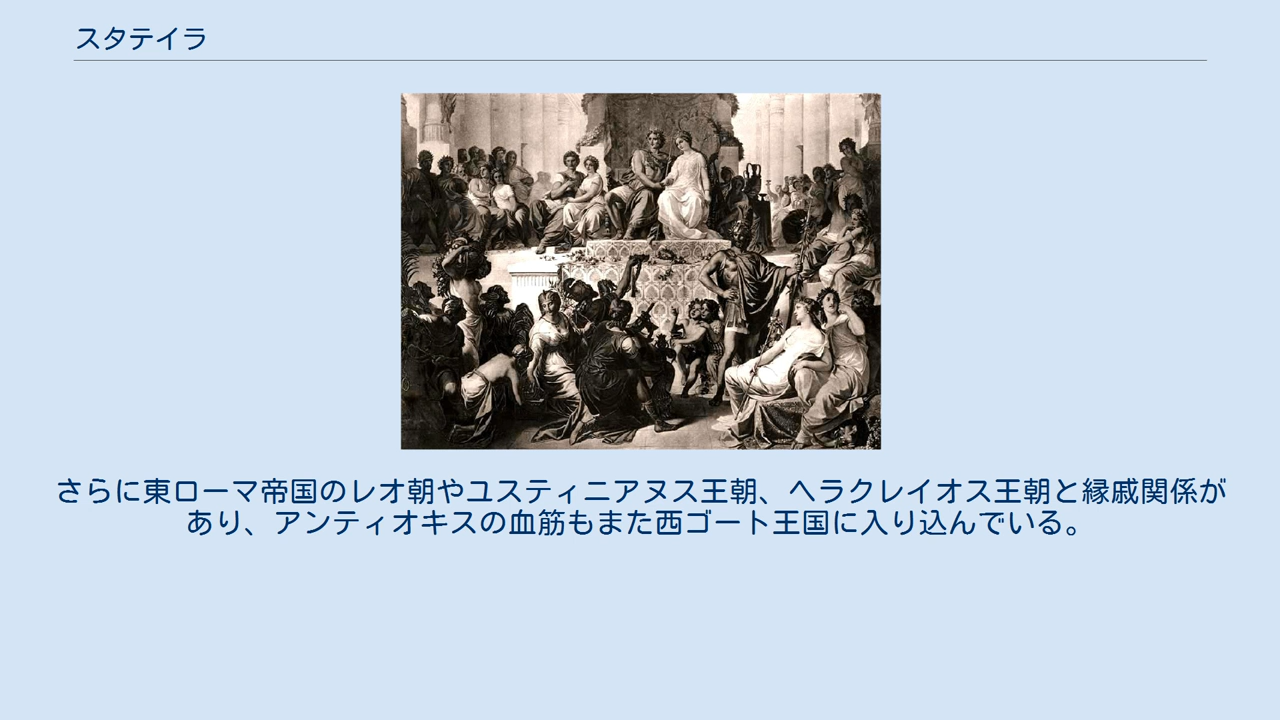 スタテイラ
さらに東ローマ帝国のレオ朝やユスティニアヌス王朝、ヘラクレイオス王朝と縁戚関係が
あり、アンティオキスの血筋もまた西ゴート王国に入り込んでいる。